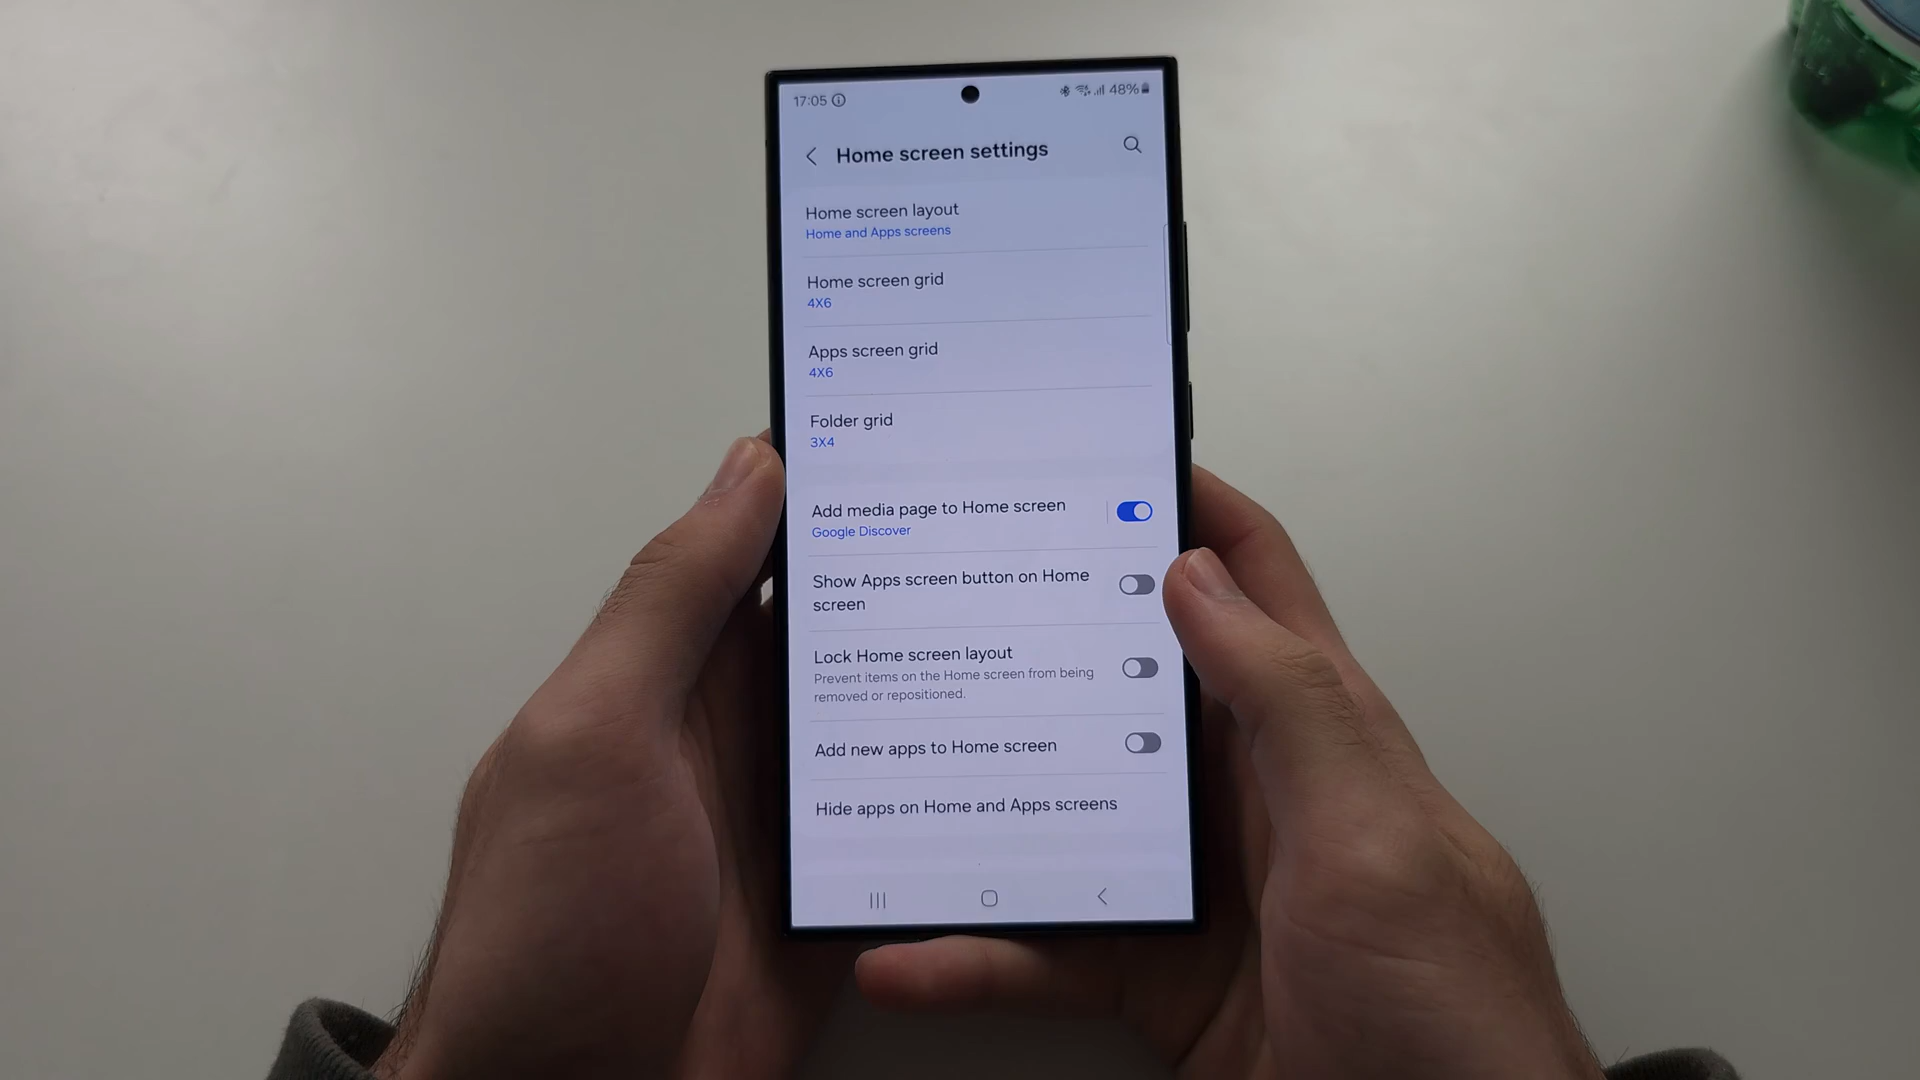 17:05
48%
Home screen settings
Home screen layout
Home and Apps screens
Home screen grid
4X6
Apps screen grid
4X6
Folder grid
3X4
Add media page to Home screen
Google Discover
Show Apps screen button on Home
screen
Lock Home screen layout
Prevent items on the Home screen from being
removed or repositioned.
Add new apps to Home screen
Hide apps on Home and Apps screens